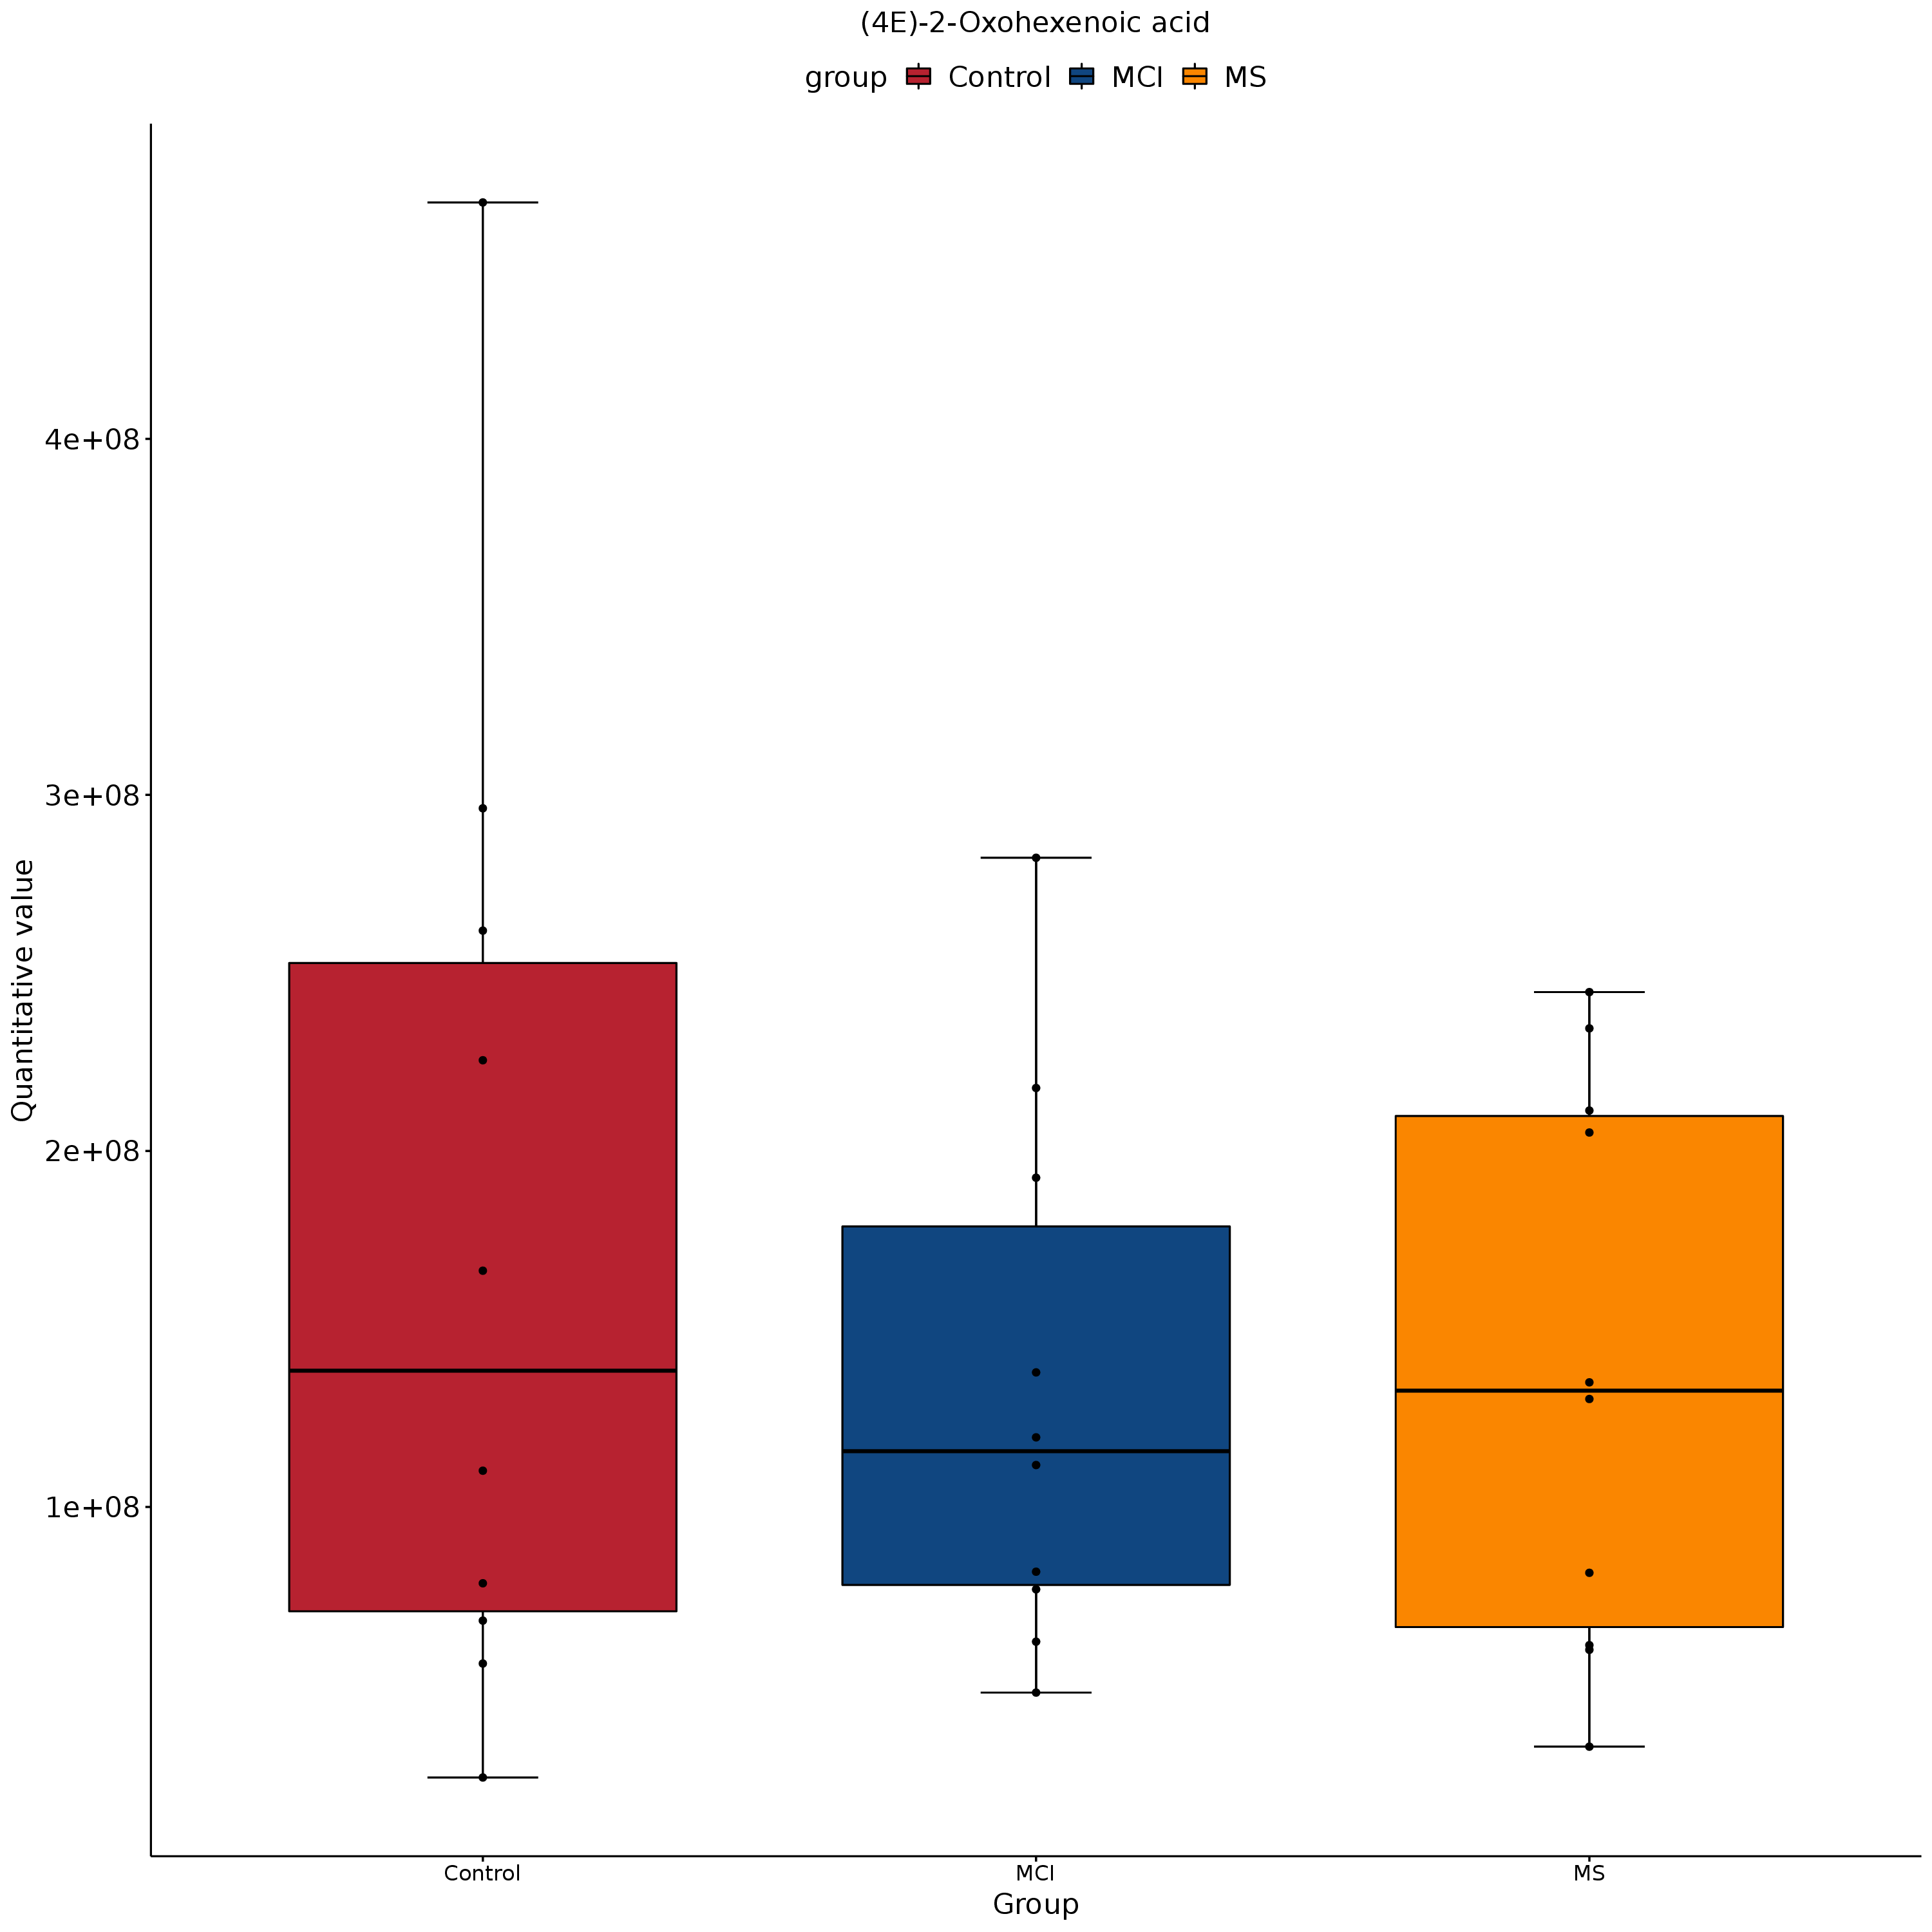 (4E)-2-Oxohexenoic acid
group Control MCI MS
4e+08
3e+08
2e+08
1e+08
Quantitative value
Control MCI MS
Group